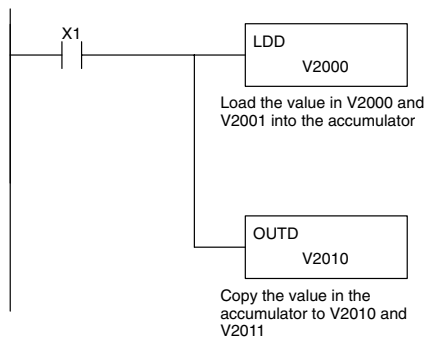 X1
LDD
V2000
Load the value in V2000 and
V2001 into the accumulator
OUTD
V2010
Copy the value in the
accumulator to V2010 and
V2011